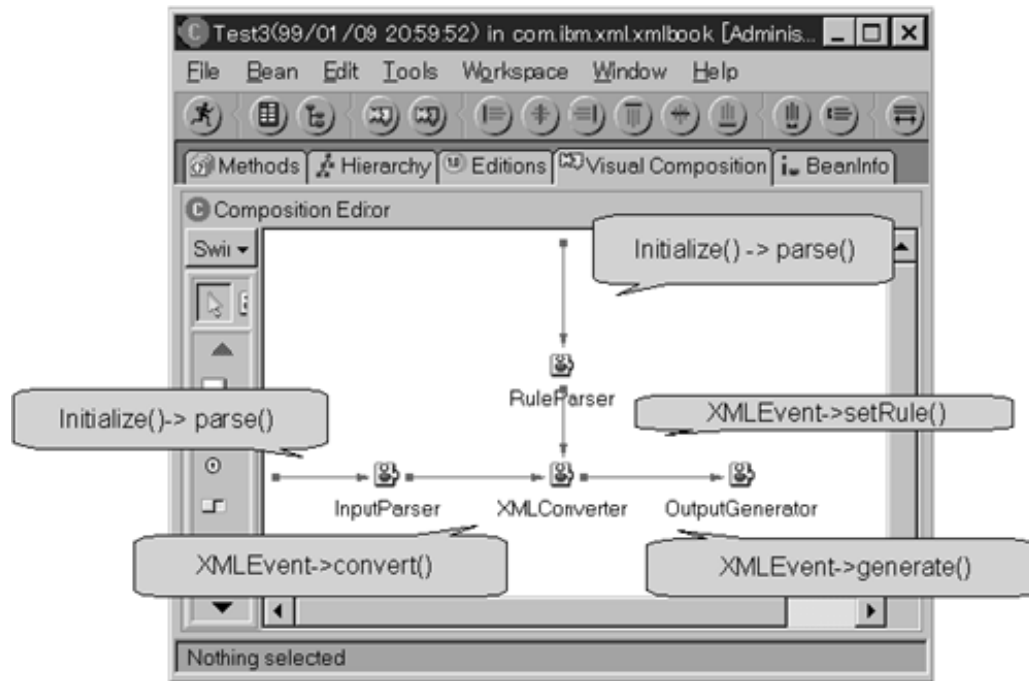 Test3(99/01/09 20:59:52) in com.ibm.xml.xmlbook [Adminis...
File Bean Edit Tools Workspace Window Help
Methods Hierarchy Editions Visual Composition BeanInfo
Composition Editor
Swii
Initialize() -> parse()
RuleParser
XMLEvent->setRule()
Initialize()-> parse()
InputParser XMLConverter OutputGenerator
XMLEvent->convert()
XMLEvent->generate()
Nothing selected